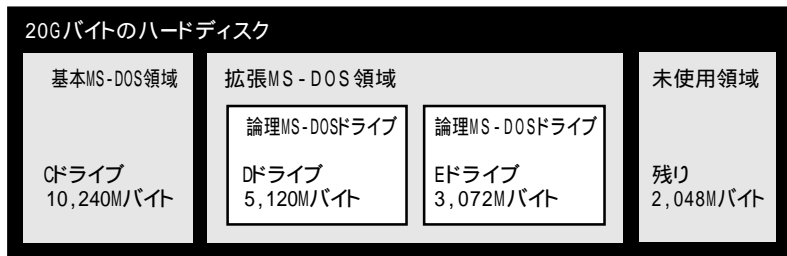 20Gバイトのハードディスク
基本MS-DOS領域
Cドライブ
10,240Mバイト
拡張MS-DOS領域
論理MS-DOSドライブ
Dドライブ
5,120Mバイト
論理MS-DOSドライブ
Eドライブ
3,072Mバイト
未使用領域
残り
2,048Mバイト